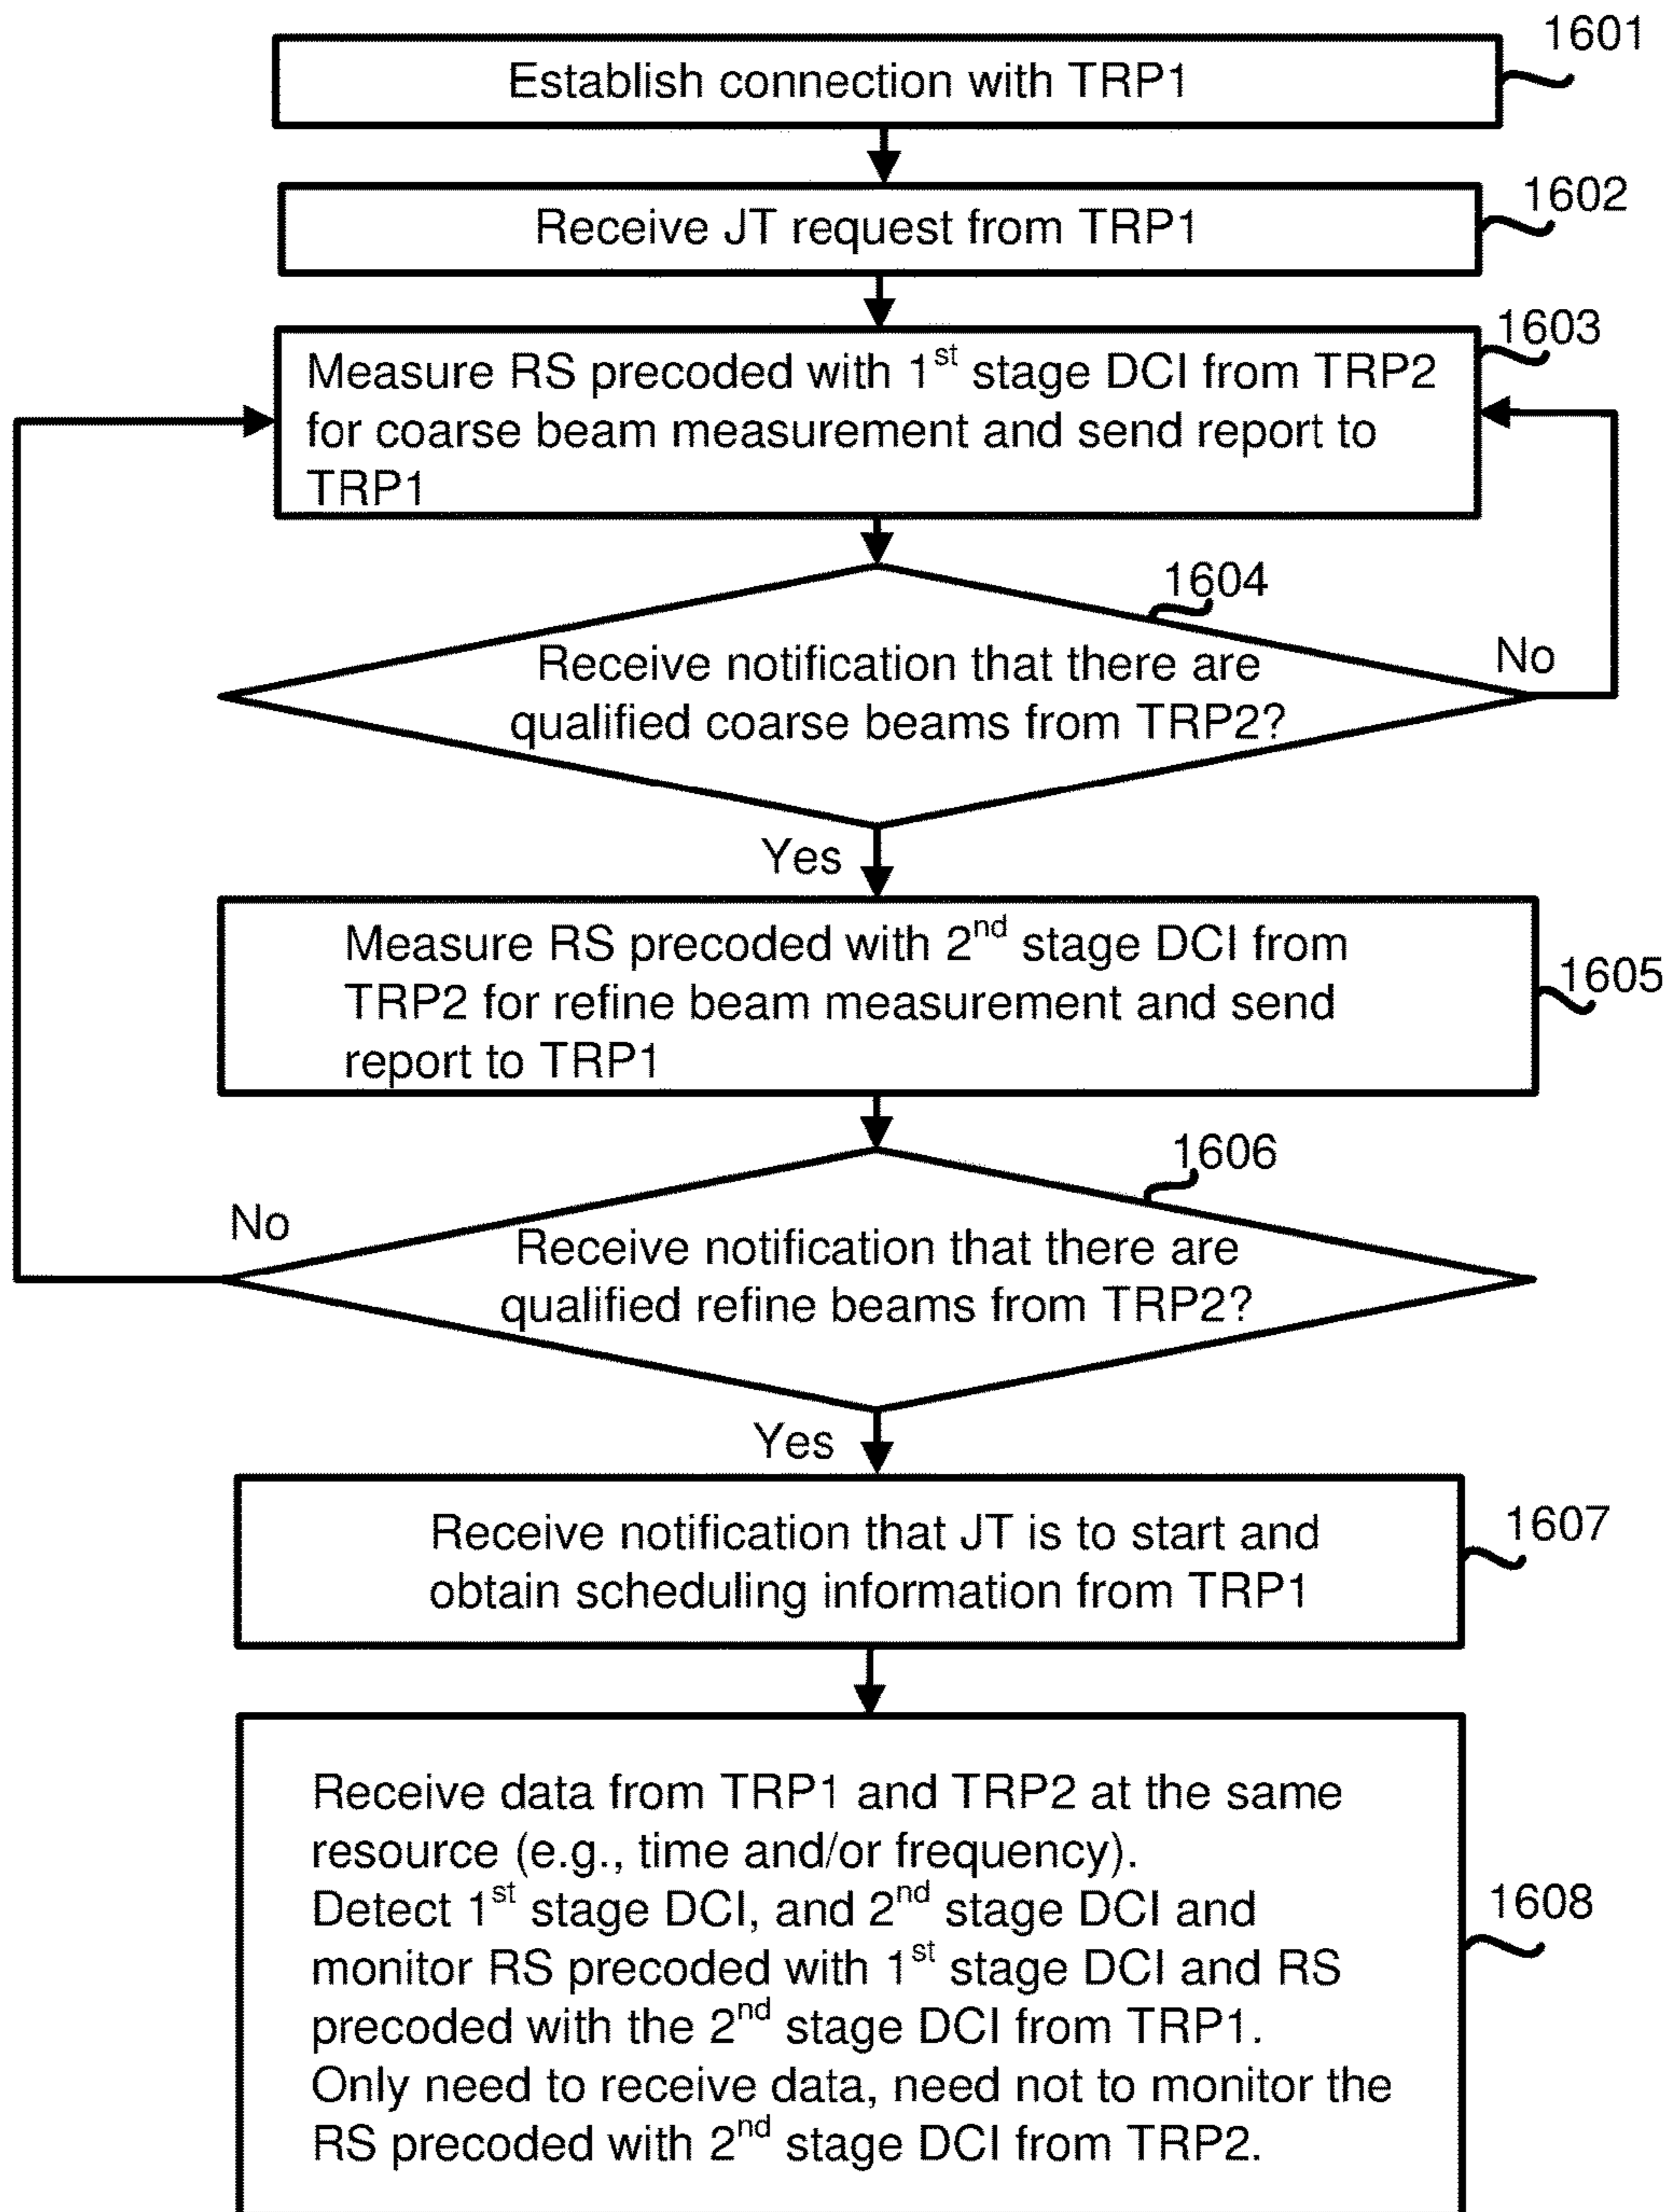 1601
Establish connection with TRP1
1602
Receive JT request from TRP1
1603
Measure RS precoded with 1st stage DCI from TRP2
for coarse beam measurement and send report to
TRP1
1604
Receive notification that there are
qualified coarse beams from TRP2?
No
Yes
Measure RS precoded with 2nd stage DCI from
TRP2 for refine beam measurement and send
report to TRP1
1605
1606
No
Receive notification that there are
qualified refine beams from TRP2?
Yes
Receive notification that JT is to start and
obtain scheduling information from TRP1
1607
Receive data from TRP1 and TRP2 at the same
resource (e.g., time and/or frequency).
Detect 1st stage DCI, and 2nd stage DCI and
monitor RS precoded with 1st stage DCI and RS
precoded with the 2nd stage DCI from TRP1.
Only need to receive data, need not to monitor the
RS precoded with 2nd stage DCI from TRP2.
1608